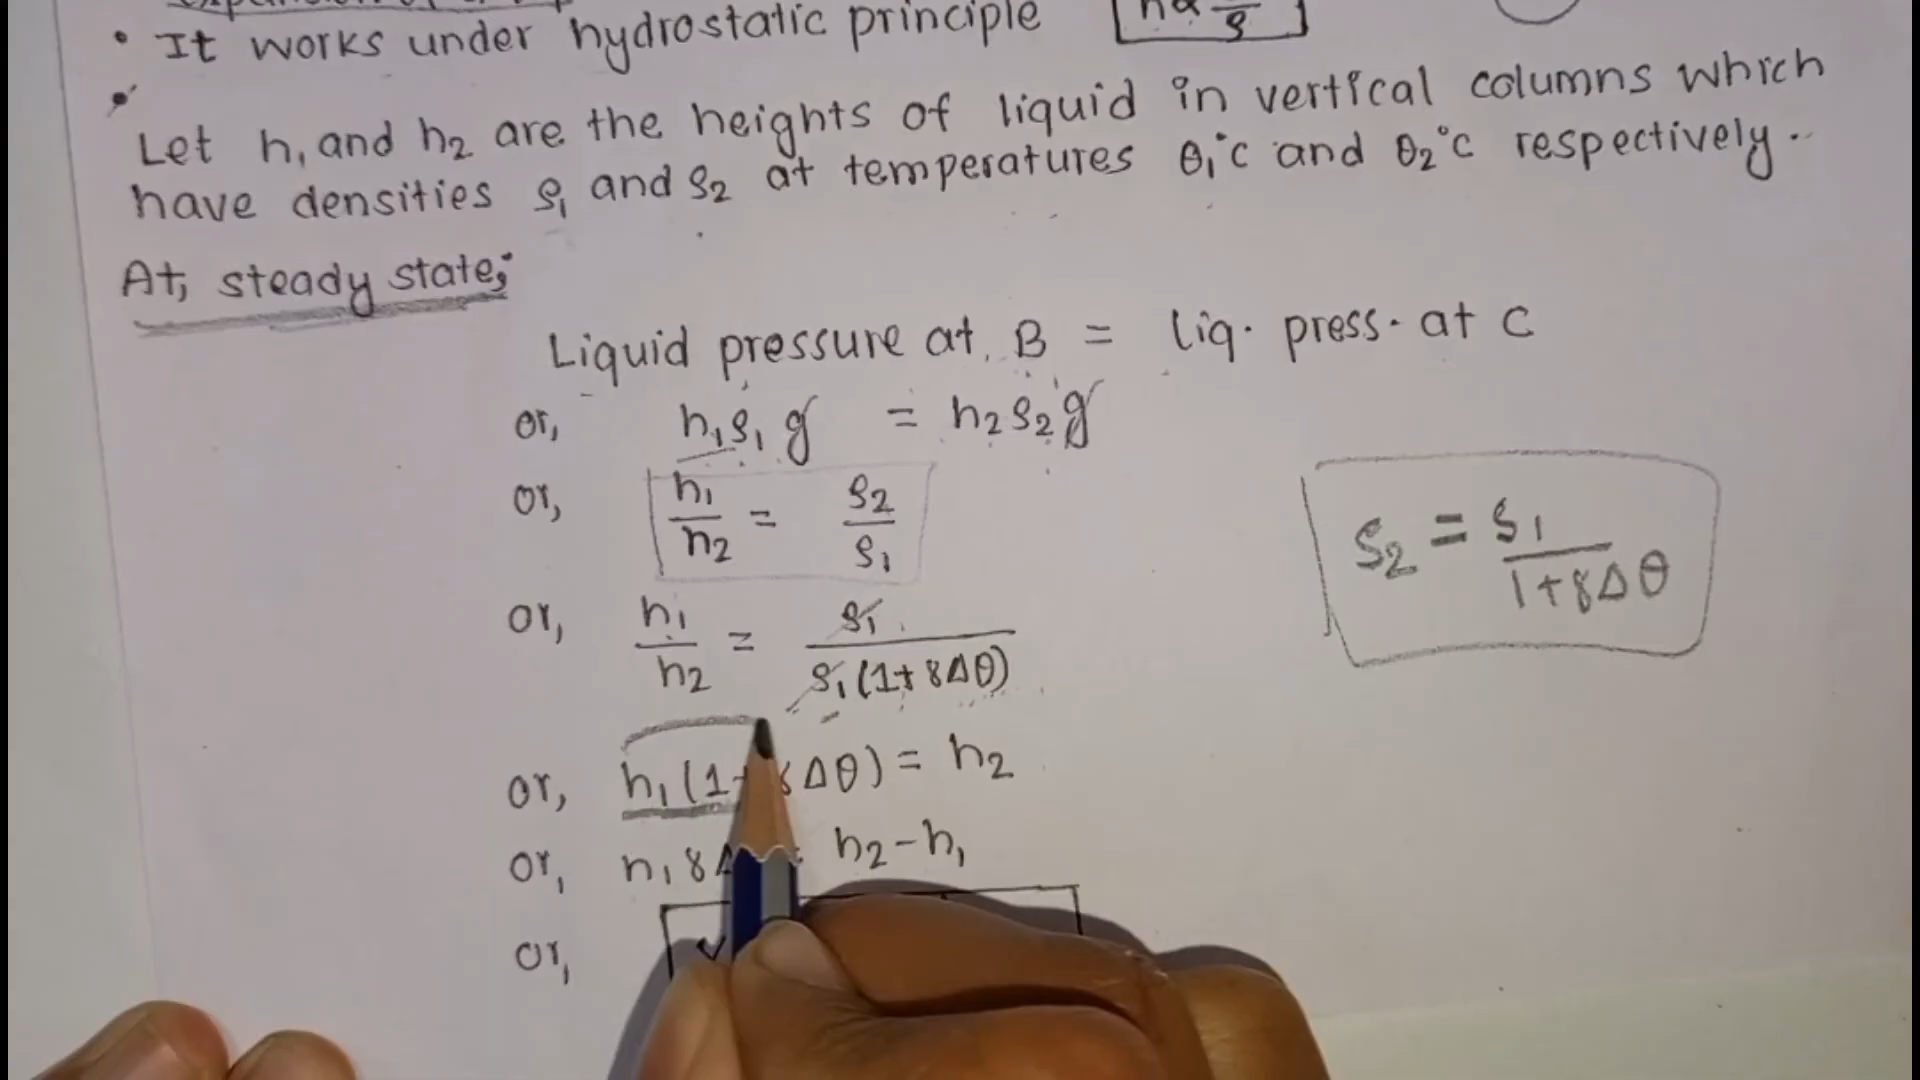 • It works under hydrostatic principle [h ∝ 1/ρ]
• Let h₁ and h₂ are the heights of liquid in vertical columns which
have densities ρ₁ and ρ₂ at temperatures θ₁°C and θ₂°C respectively.
At, steady state;
Liquid pressure at B = liq. press. at C
or, h₁ρ₁g = h₂ρ₂g
or, h₁/h₂ = ρ₂/ρ₁
ρ₂ = ρ₁/1+γΔθ
or, h₁/h₂ = ρ₁/ρ₁(1+γΔθ)
or, h₁(1+γΔθ) = h₂
or, h₁γΔ = h₂-h₁
or,